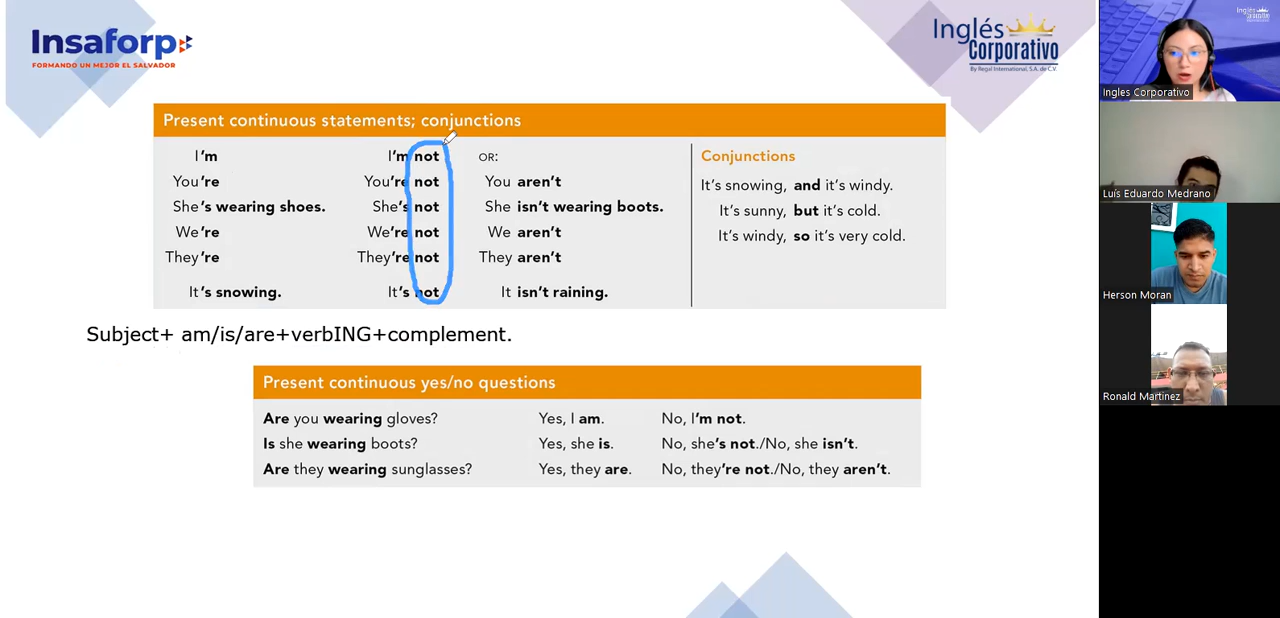 Insaforp
FORMANDO UN MEJOR EL SALVADOR
Inglés
Corporativo
By Regal International, S.A. de C.V.
Present continuous statements; conjunctions
I'm I'm not OR: Conjunctions
You're You're not You aren't It's snowing, and it's windy.
She's wearing shoes. She's not She isn't wearing boots. It's sunny, but it's cold.
We're We're not We aren't It's windy, so it's very cold.
They're They're not They aren't
It's snowing. It's not It isn't raining.
Subject+ am/is/are+verbING+complement.
Present continuous yes/no questions
Are you wearing gloves? Yes, I am. No, I'm not.
Is she wearing boots? Yes, she is. No, she's not./No, she isn't.
Are they wearing sunglasses? Yes, they are. No, they're not./No, they aren't.
Inglés
Ingles Corporativo
Luís Eduardo Medrano
Herson Moran
Ronald Martinez